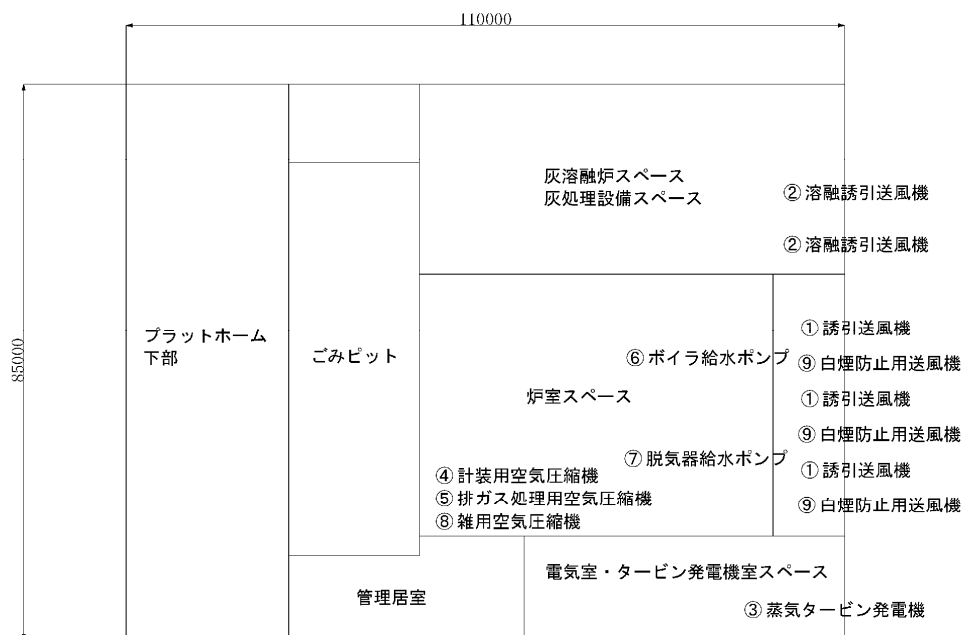 110000
85000
灰溶融炉スペース
灰処理設備スペース
②溶融誘引送風機
②溶融誘引送風機
プラットホーム
下部
ごみピット
①誘引送風機
⑥ボイラ給水ポンプ
⑨白煙防止用送風機
炉室スペース
①誘引送風機
⑨白煙防止用送風機
⑦脱気器給水ポンプ
①誘引送風機
④計装用空気圧縮機
⑤排ガス処理用空気圧縮機
⑨白煙防止用送風機
⑧雑用空気圧縮機
電気室・タービン発電機室スペース
管理居室
③蒸気タービン発電機